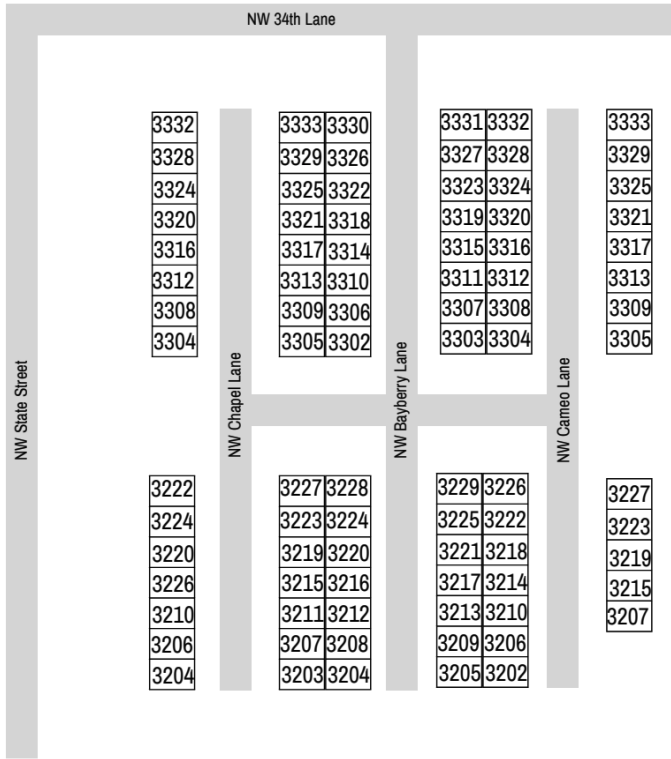 NW 34th Lane
3332 3333 3330 3331 3332 3333
3328 3329 3326 3327 3328 3329
3324 3325 3322 3323 3324 3325
3320 3321 3318 3319 3320 3321
3316 3317 3314 3315 3316 3317
3312 3313 3310 3311 3312 3313
3308 3309 3306 3307 3308 3309
3304 3305 3302 3303 3304 3305
NW State Street
NW Chapel Lane
NW Bayberry Lane
NW Cameo Lane
3222 3227 3228 3229 3226 3227
3224 3223 3224 3225 3222 3223
3220 3219 3220 3221 3218 3219
3226 3215 3216 3217 3214 3215
3210 3211 3212 3213 3210 3207
3206 3207 3208 3209 3206
3204 3203 3204 3205 3202